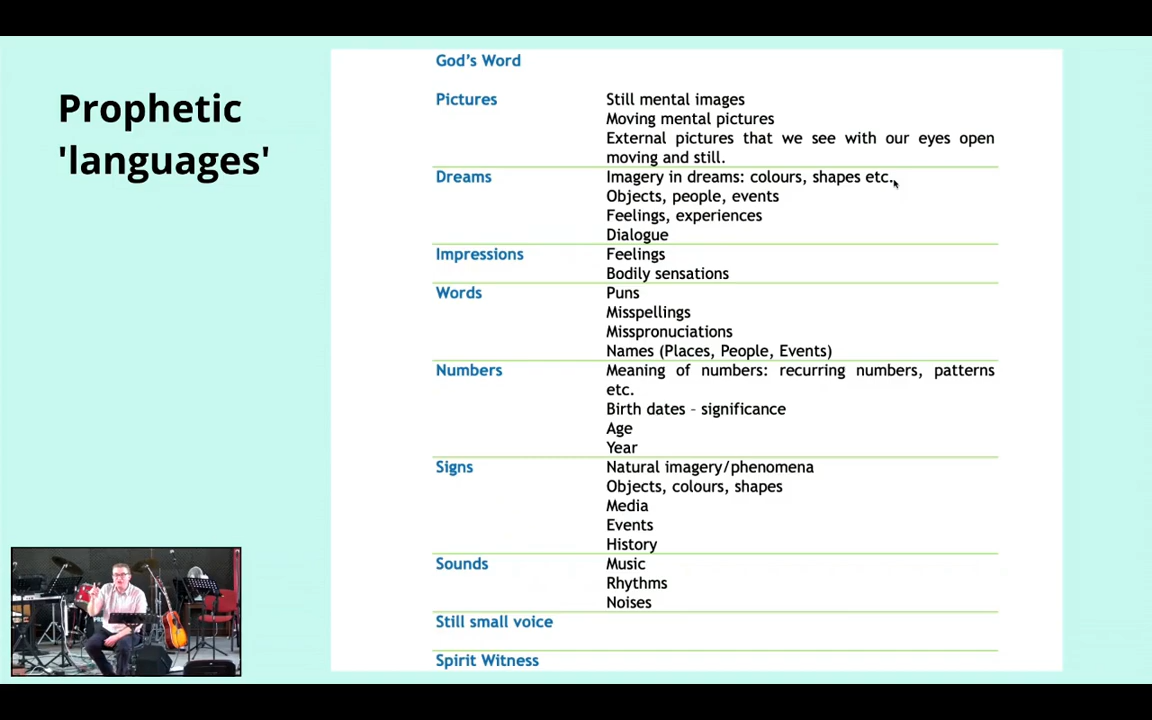 Prophetic
'languages'
God's Word
Pictures Still mental images
Moving mental pictures
External pictures that we see with our eyes open
moving and still.
Dreams Imagery in dreams: colours, shapes etc.
Objects, people, events
Feelings, experiences
Dialogue
Impressions Feelings
Bodily sensations
Words Puns
Misspellings
Misspronuciations
Names (Places, People, Events)
Numbers Meaning of numbers: recurring numbers, patterns
etc.
Birth dates – significance
Age
Year
Signs Natural imagery/phenomena
Objects, colours, shapes
Media
Events
History
Sounds Music
Rhythms
Noises
Still small voice
Spirit Witness